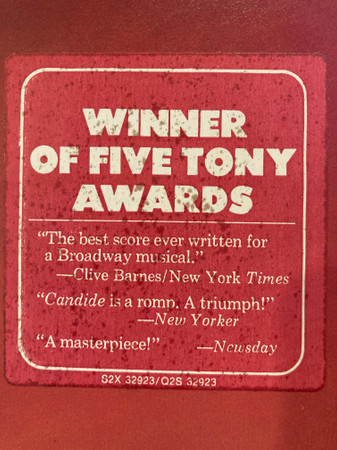 WINNER
OF FIVE TONY
AWARDS
“The best score ever written for
a Broadway musical.”
—Clive Barnes/New York Times
“Candide is a romp. A triumph!”
—New Yorker
“A masterpiece!” —Newsday
S2X 32923/Q2S 32923